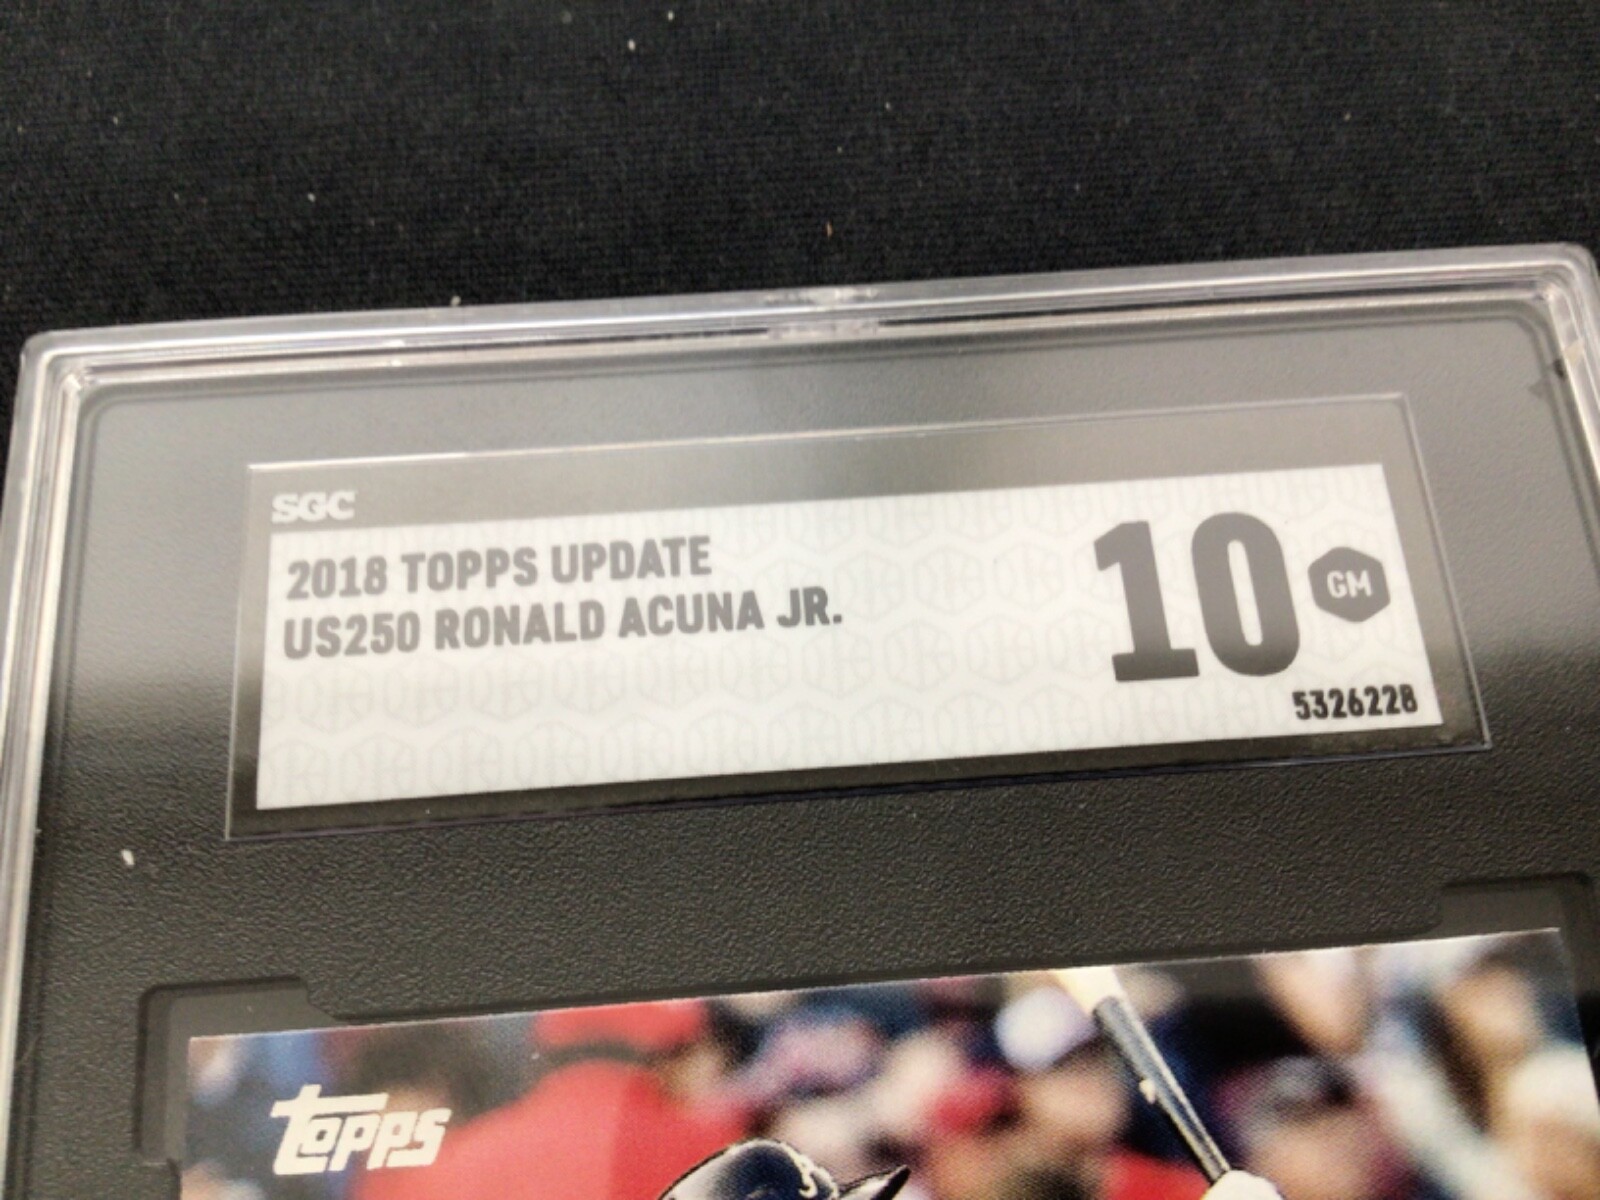 SGC
2018 TOPPS UPDATE
US250 RONALD ACUNA JR.
10 GM
5326228
topps
A